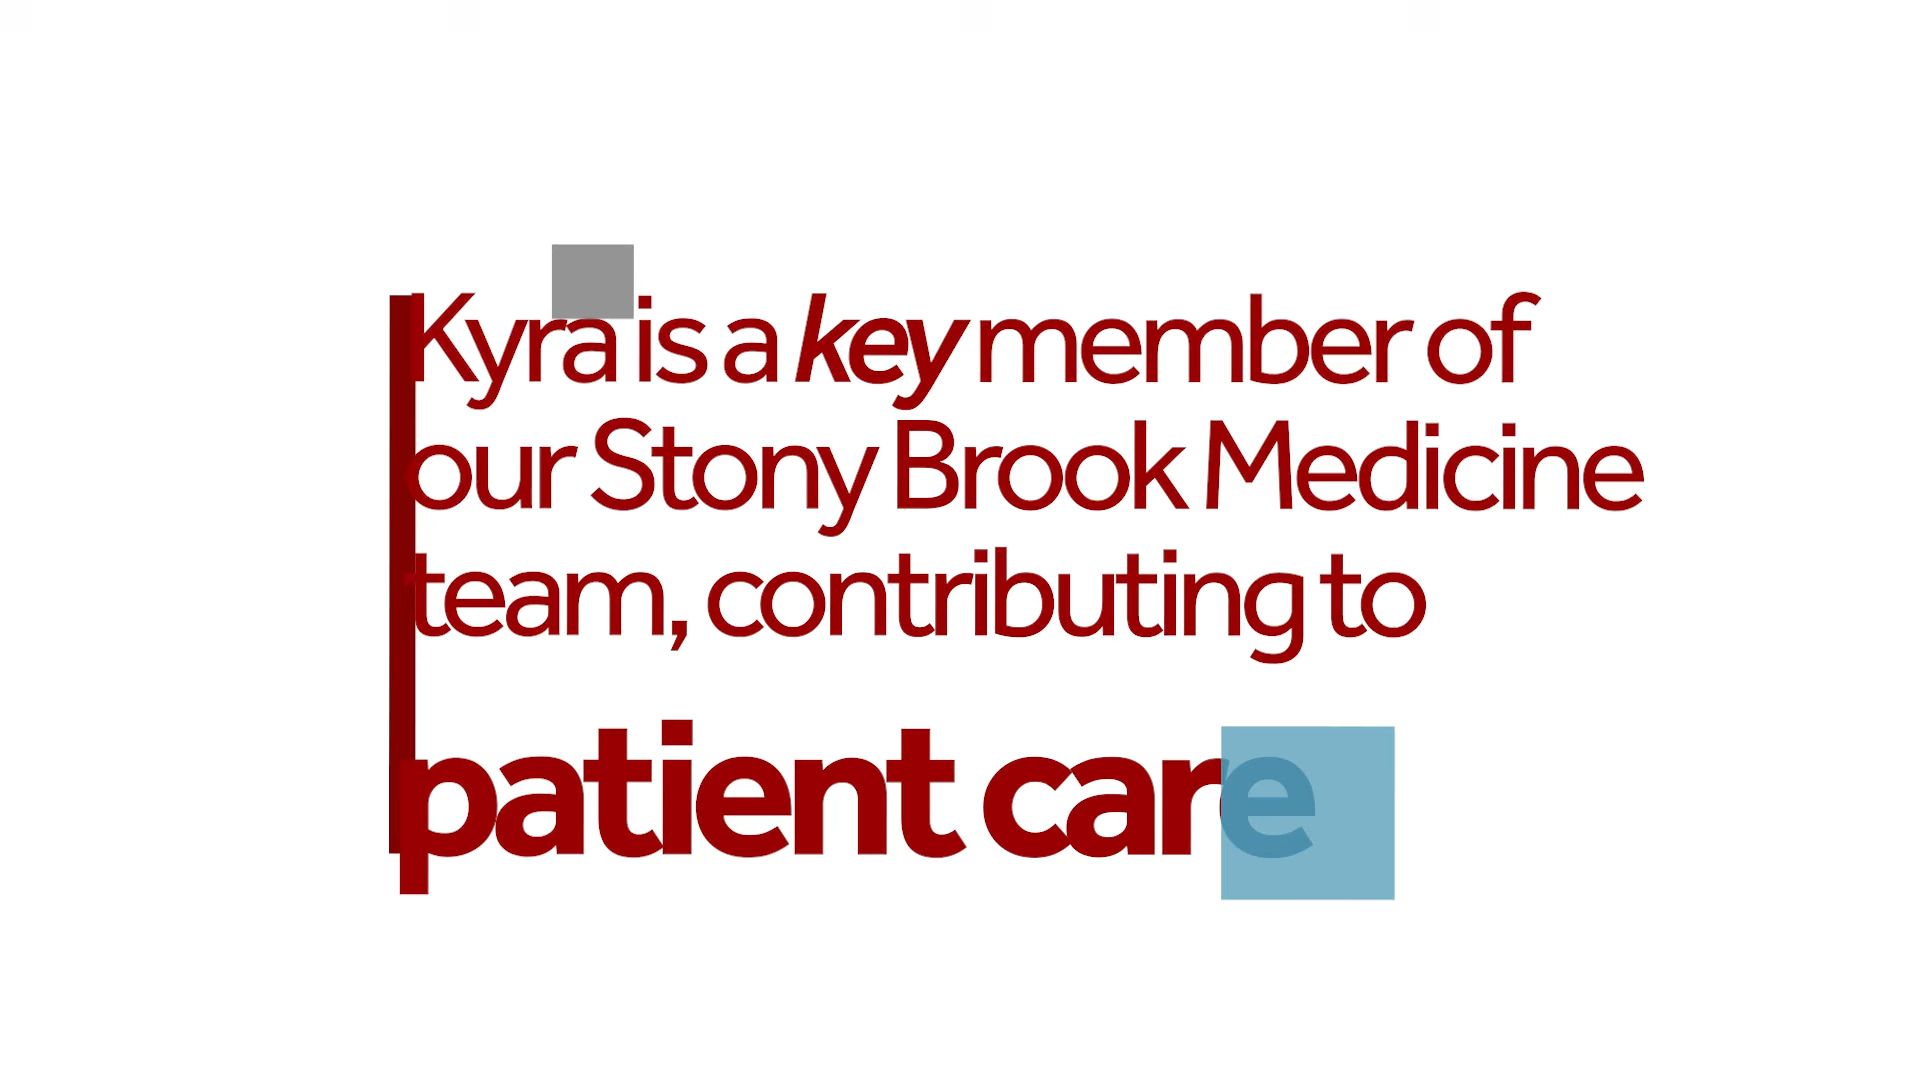 Kyra is a key member of
our Stony Brook Medicine
team, contributing to
patient care